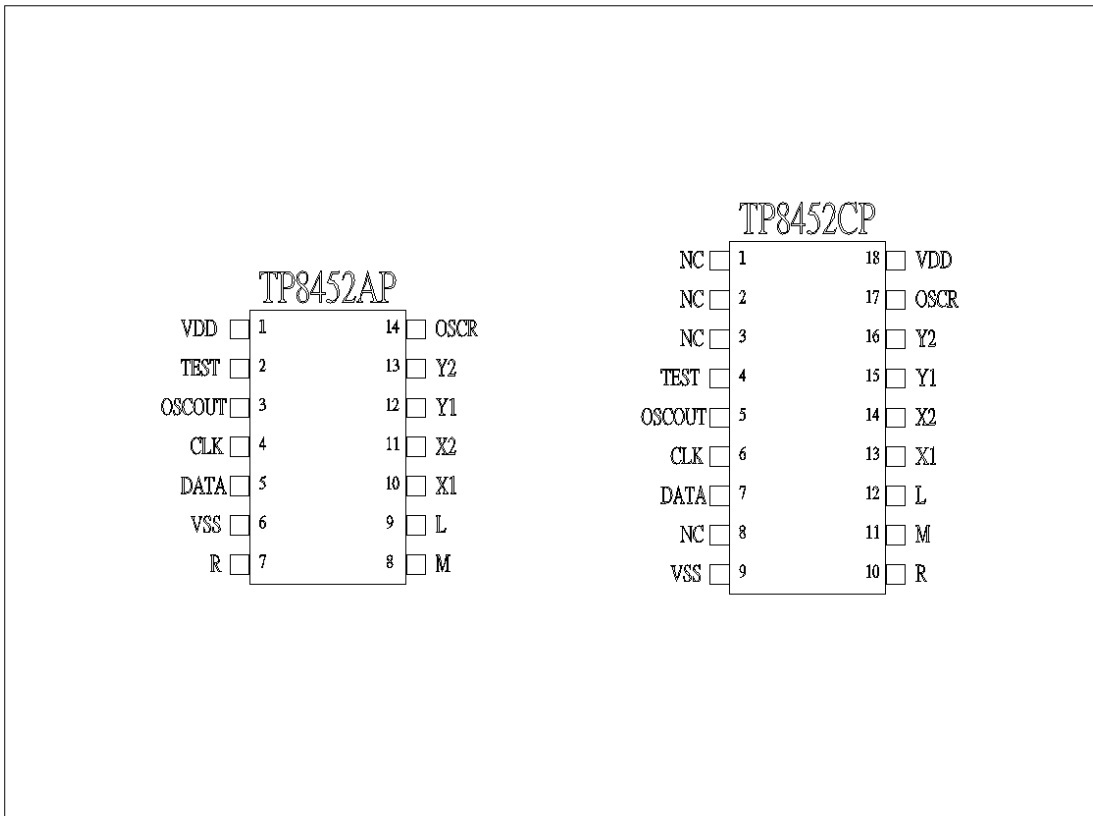 TP8452AP
VDD 1 14 OSCR
TEST 2 13 Y2
OSCOUT 3 12 Y1
CLK 4 11 X2
DATA 5 10 X1
VSS 6 9 L
R 7 8 M
TP8452CP
NC 1 18 VDD
NC 2 17 OSCR
NC 3 16 Y2
TEST 4 15 Y1
OSCOUT 5 14 X2
CLK 6 13 X1
DATA 7 12 L
NC 8 11 M
VSS 9 10 R